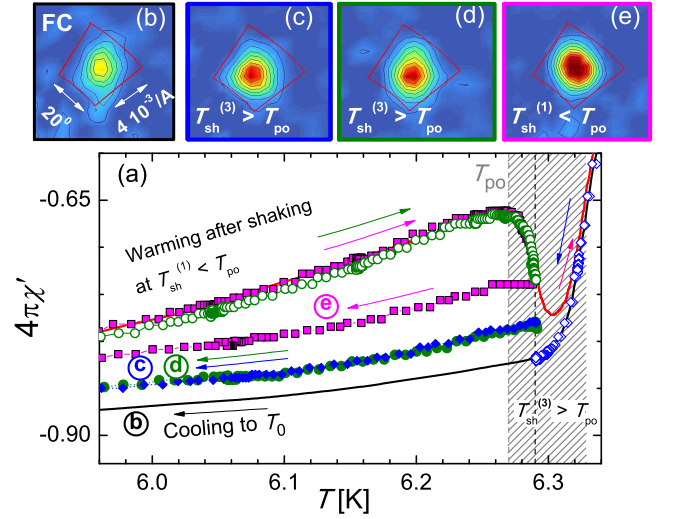 FC (b)
20° 4 10⁻³/Å
(c)
T_sh^(3) > T_po
(d)
T_sh^(3) > T_po
(e)
T_sh^(1) < T_po
(a)
T_po
-0.65
Warming after shaking
at T_sh^(1) < T_po
e
4πχ′
c d
b
Cooling to T_0
T_sh^(3) > T_po
-0.90
6.0 6.1 6.2 6.3
T [K]